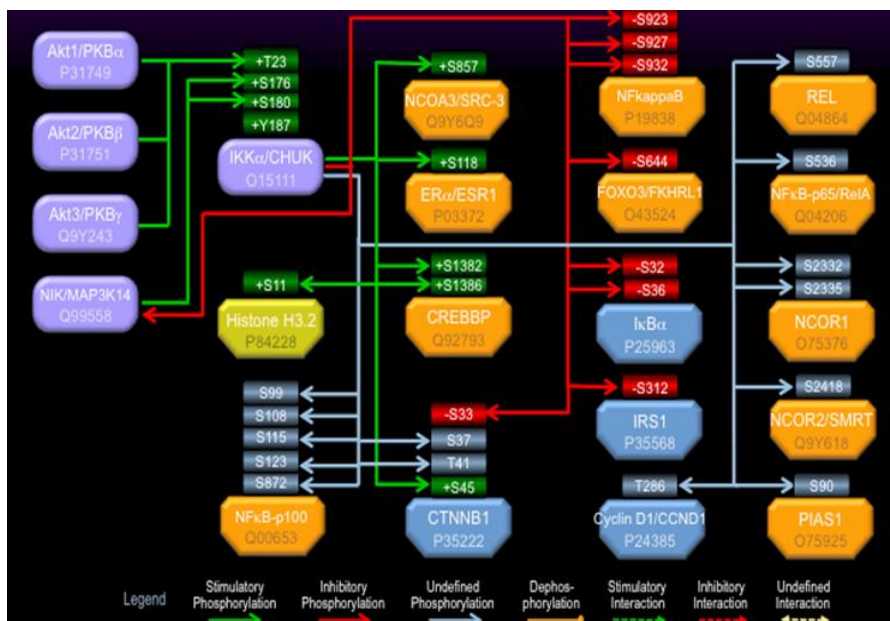 Akt1/PKBα
P31749
Akt2/PKBβ
P31751
Akt3/PKBγ
Q9Y243
NIK/MAP3K14
Q99558
+T23
+S176
+S180
+Y187
IKKα/CHUK
O15111
+S11
Histone H3.2
P84228
S99
S108
S115
S123
S872
NFκB-p100
Q00653
+S857
NCOA3/SRC-3
Q9Y6Q9
+S118
ERα/ESR1
P03372
+S1382
+S1386
CREBBP
Q92793
-S33
S37
T41
+S45
CTNNB1
P35222
-S923
-S927
-S932
NFkappaB
P19838
-S644
FOXO3/FKHRL1
O43524
-S32
-S36
IκBα
P25963
-S312
IRS1
P35568
T286
Cyclin D1/CCND1
P24385
S557
REL
Q04864
S536
NFκB-p65/RelA
Q04206
S2332
S2335
NCOR1
O75376
S2418
NCOR2/SMRT
Q9Y618
S90
PIAS1
O75925
Legend
Stimulatory
Phosphorylation
Inhibitory
Phosphorylation
Undefined
Phosphorylation
Dephos-
phorylation
Stimulatory
Interaction
Inhibitory
Interaction
Undefined
Interaction